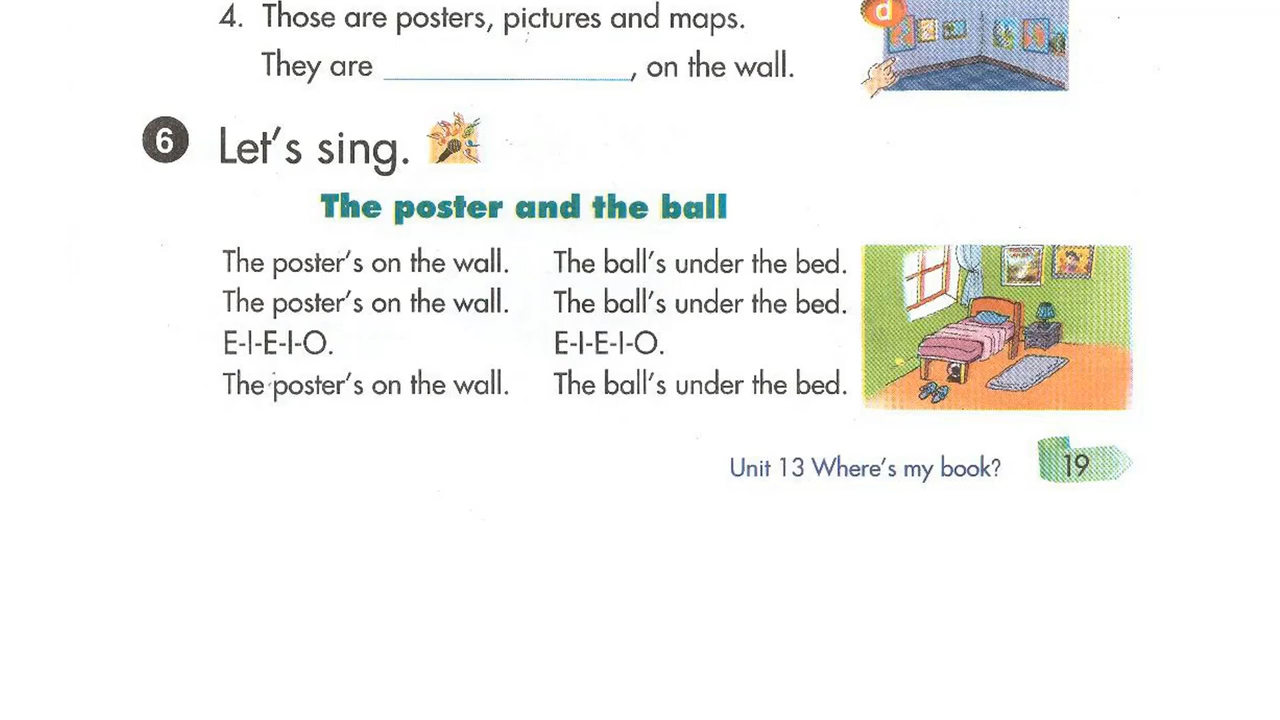 4. Those are posters, pictures and maps.
They are ____________________, on the wall.
d
6 Let's sing.
The poster and the ball
The poster's on the wall.
The poster's on the wall.
E-I-E-I-O.
The poster's on the wall.
The ball's under the bed.
The ball's under the bed.
E-I-E-I-O.
The ball's under the bed.
Unit 13 Where's my book? 19